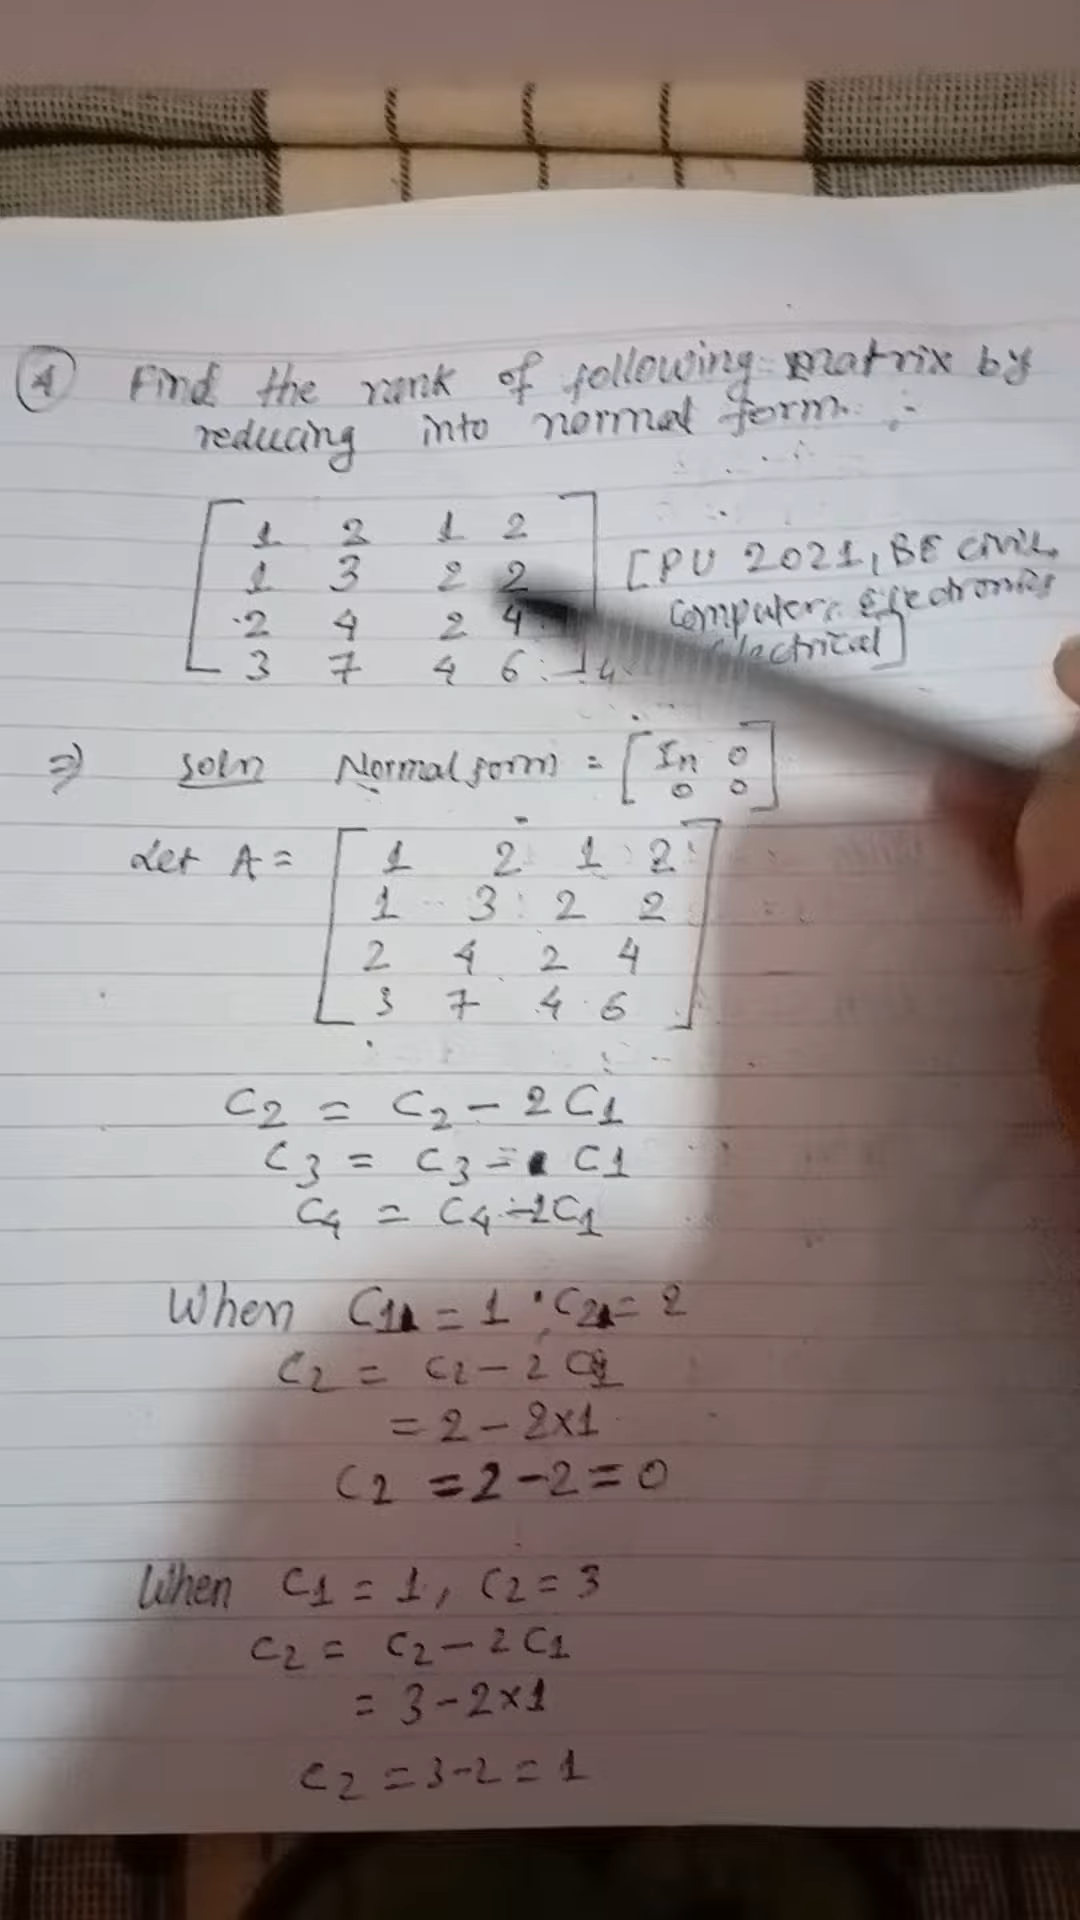 4 Find the rank of following matrix by
reducing into normal form :-
1 2 1 2
1 3 2 2
2 4 2 4
3 7 4 6
[PU 2021, BE civil,
computer, Electronics
electrical]
⇒ Soln Normal form = [In 0
0 0]
Let A = 1 2 1 2
1 3 2 2
2 4 2 4
3 7 4 6
C2 = C2 - 2C1
C3 = C3 - C1
C4 = C4 - 2C1
When C1 = 1, C2 = 2
C2 = C2 - 2C1
= 2 - 2×1
C2 = 2 - 2 = 0
When C1 = 1, C2 = 3
C2 = C2 - 2C1
= 3 - 2×1
C2 = 3 - 2 = 1